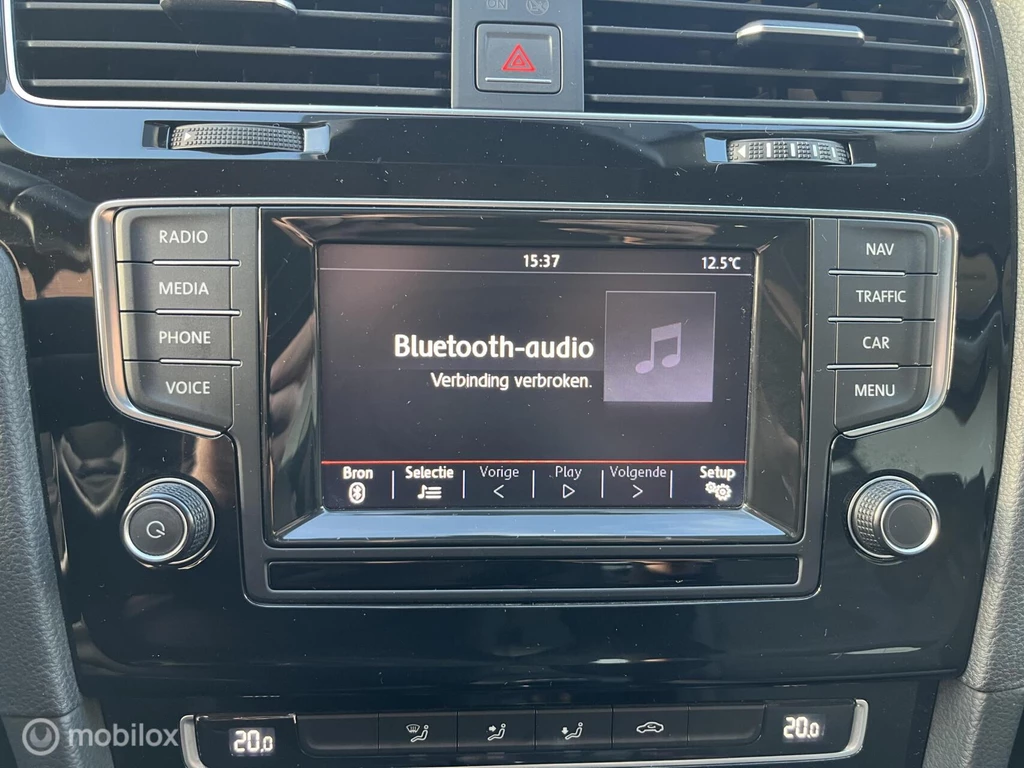 ON
RADIO
MEDIA
PHONE
VOICE
15:37 12.5°C
Bluetooth-audio
Verbinding verbroken.
Bron Selectie Vorige Play Volgende Setup
NAV
TRAFFIC
CAR
MENU
20.0 20.0
mobilox